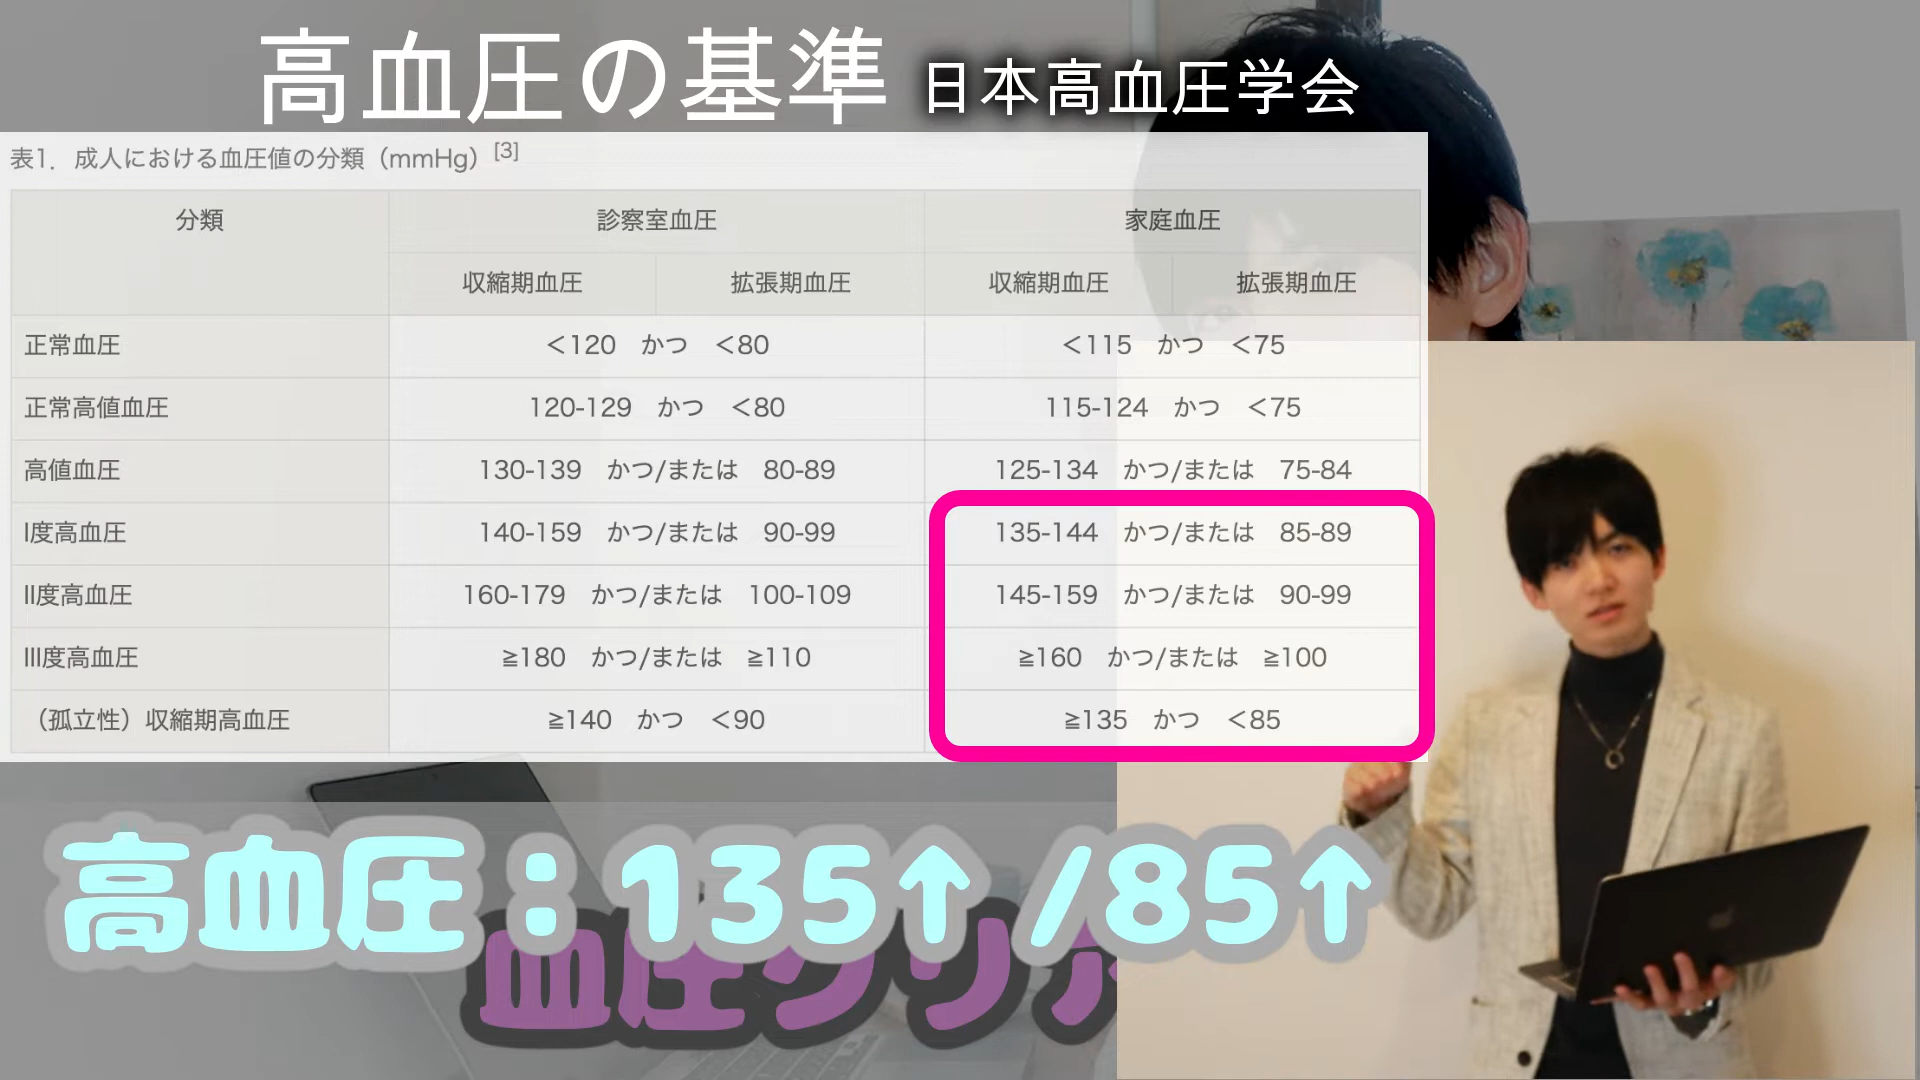 高血圧の基準 日本高血圧学会
表1．成人における血圧値の分類（mmHg）[3]
分類 診察室血圧 家庭血圧
収縮期血圧 拡張期血圧 収縮期血圧 拡張期血圧
正常血圧 ＜120 かつ ＜80 ＜115 かつ ＜75
正常高値血圧 120-129 かつ ＜80 115-124 かつ ＜75
高値血圧 130-139 かつ/または 80-89 125-134 かつ/または 75-84
I度高血圧 140-159 かつ/または 90-99 135-144 かつ/または 85-89
II度高血圧 160-179 かつ/または 100-109 145-159 かつ/または 90-99
III度高血圧 ≧180 かつ/または ≧110 ≧160 かつ/または ≧100
（孤立性）収縮期高血圧 ≧140 かつ ＜90 ≧135 かつ ＜85
高血圧：135↑/85↑
血圧クリア